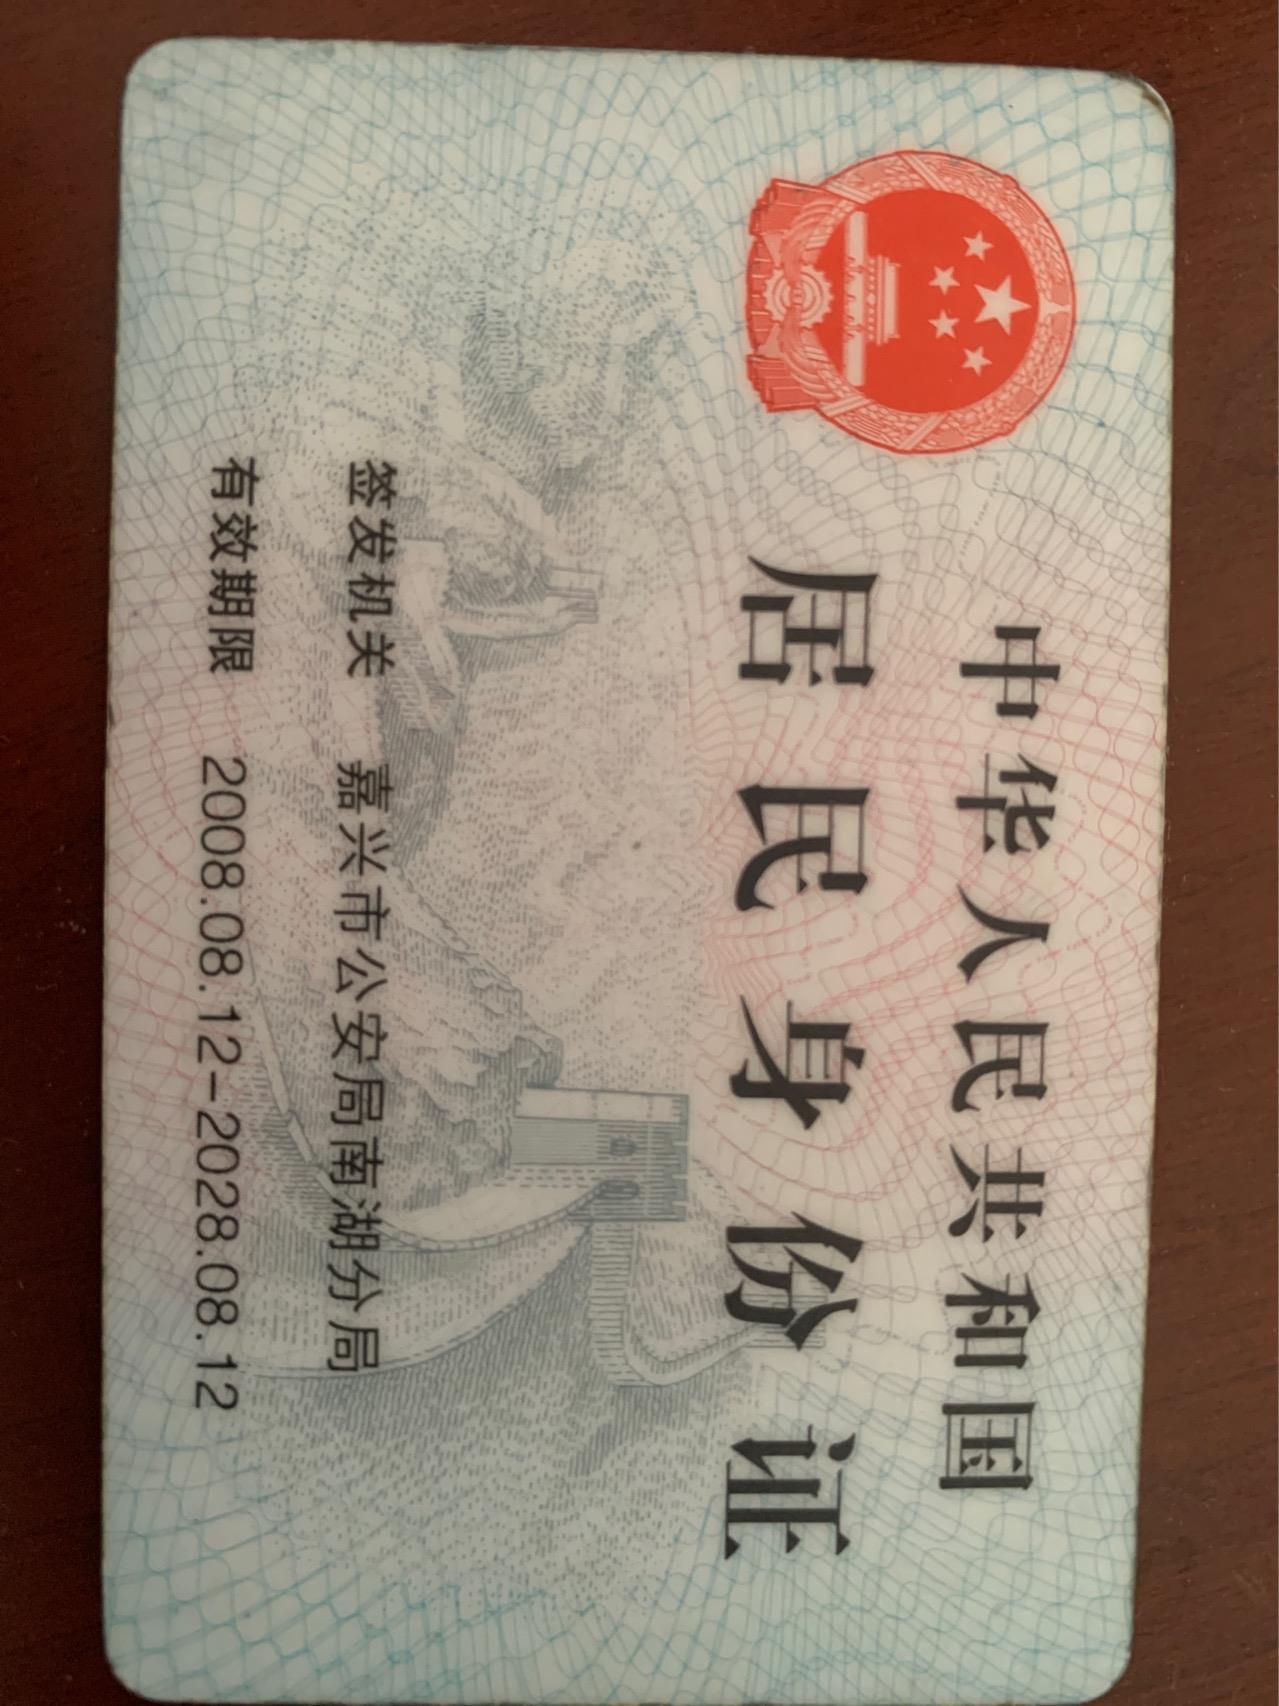 中华人民共和国
居民身份证
签发机关 嘉兴市公安局南湖分局
有效期限 2008.08.12-2028.08.12